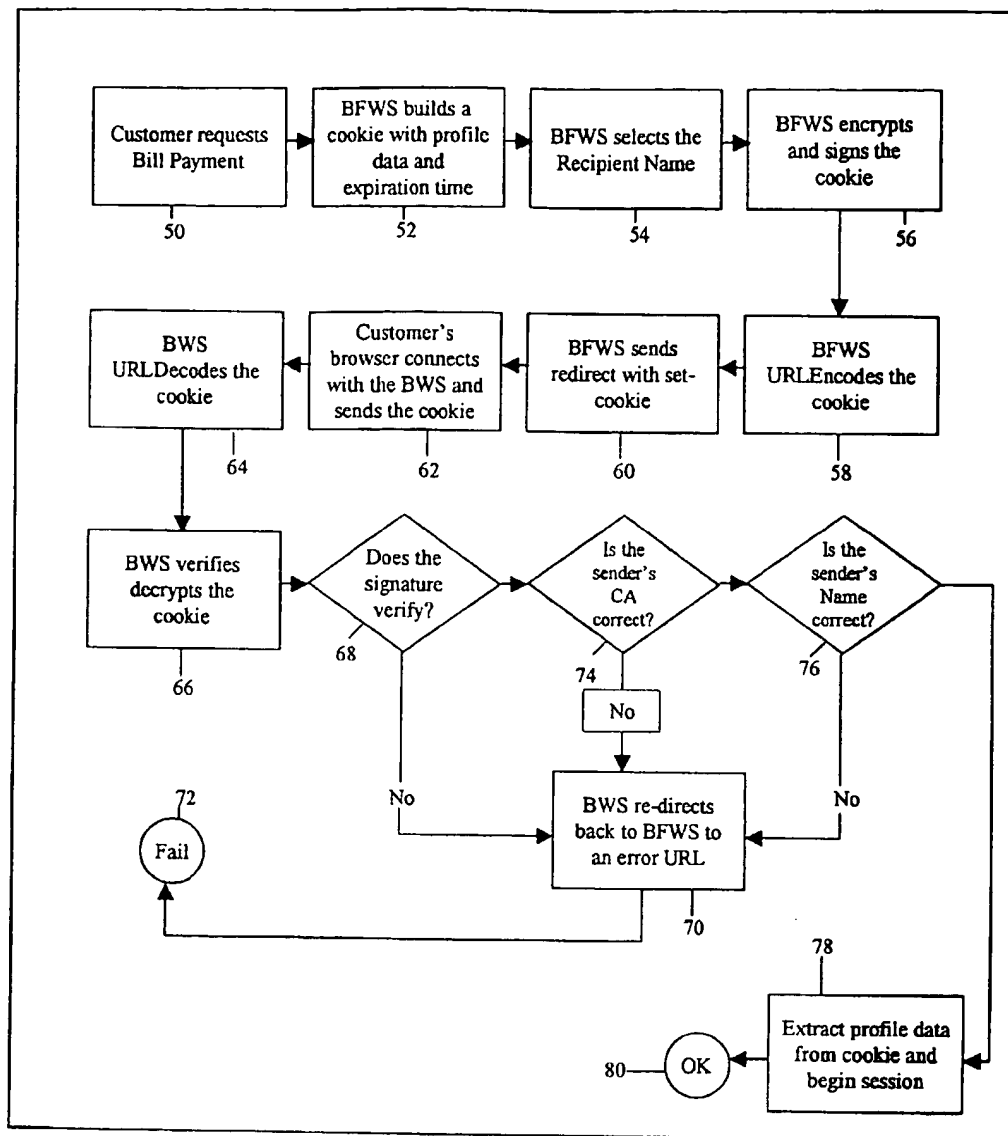 Customer requests
Bill Payment
50
BFWS builds a
cookie with profile
data and
expiration time
52
BFWS selects the
Recipient Name
54
BFWS encrypts
and signs the
cookie
56
BFWS
URLEncodes the
cookie
58
BFWS sends
redirect with set-
cookie
60
Customer's
browser connects
with the BWS and
sends the cookie
62
BWS
URLDecodes the
cookie
64
BWS verifies
decrypts the
cookie
66
Does the
signature
verify?
68
Is the
sender's
CA
correct?
74
Is the
sender's
Name
correct?
76
No
No
No
BWS re-directs
back to BFWS to
an error URL
70
72
Fail
78
Extract profile data
from cookie and
begin session
80
OK